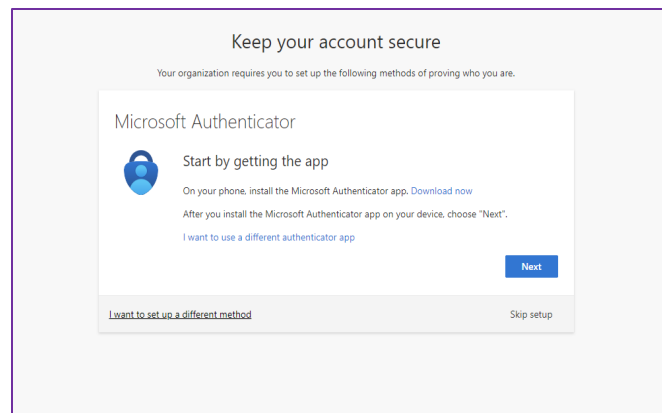 Keep your account secure
Your organization requires you to set up the following methods of proving who you are.
Microsoft Authenticator
Start by getting the app
On your phone, install the Microsoft Authenticator app. Download now
After you install the Microsoft Authenticator app on your device, choose "Next".
I want to use a different authenticator app
Next
I want to set up a different method
Skip setup